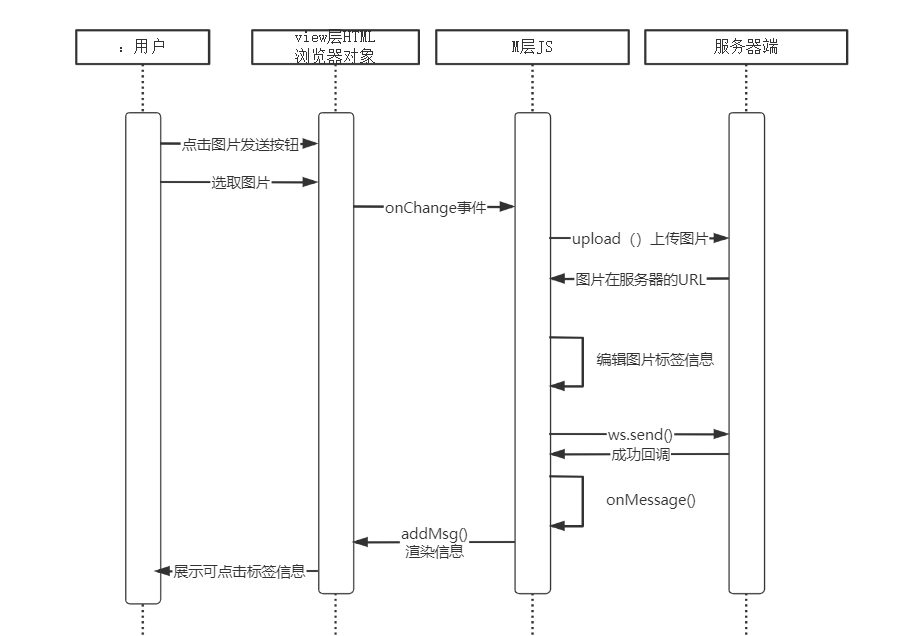 ：用户
view层HTML
浏览器对象
M层JS
服务器端
点击图片发送按钮
选取图片
onChange事件
upload（）上传图片
图片在服务器的URL
编辑图片标签信息
ws.send()
成功回调
onMessage()
addMsg()
渲染信息
展示可点击标签信息